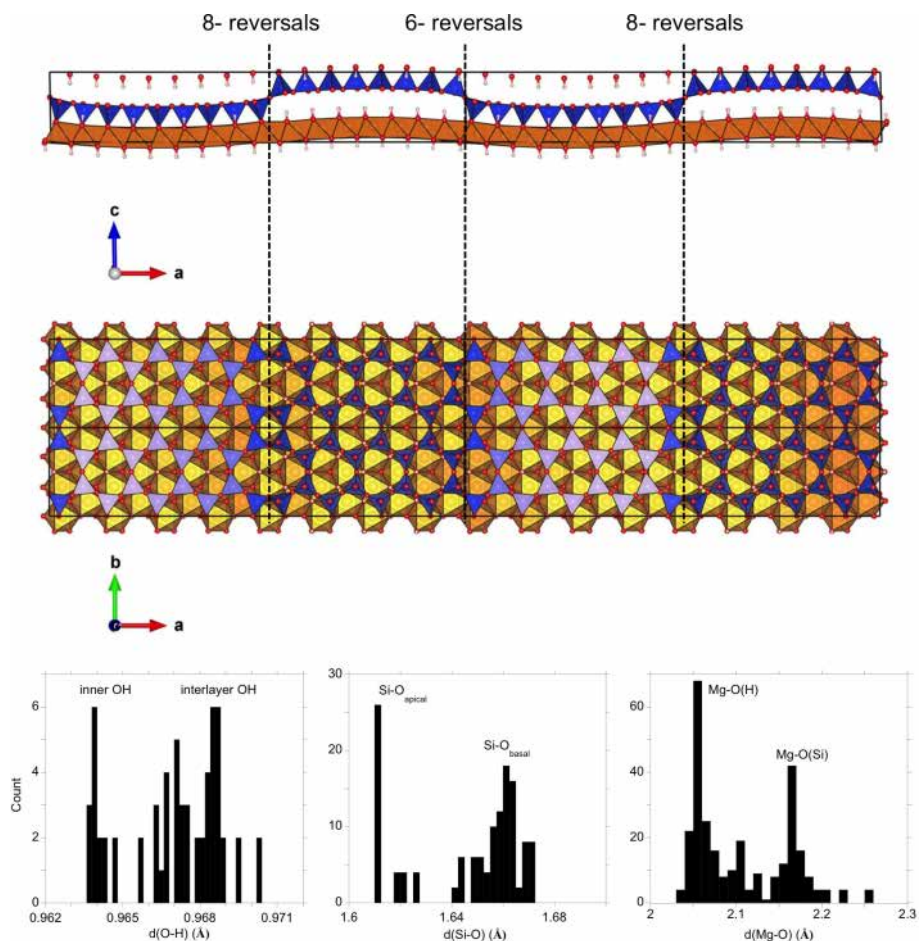 8- reversals 6- reversals 8- reversals
c
a
b
a
inner OH interlayer OH
6
4
2
0
Count
0.962 0.965 0.968 0.971
d(O-H) (Å)
Si-O apical
Si-O basal
30
20
10
0
1.6 1.64 1.68
d(Si-O) (Å)
Mg-O(H)
Mg-O(Si)
60
40
20
0
2 2.1 2.2 2.3
d(Mg-O) (Å)